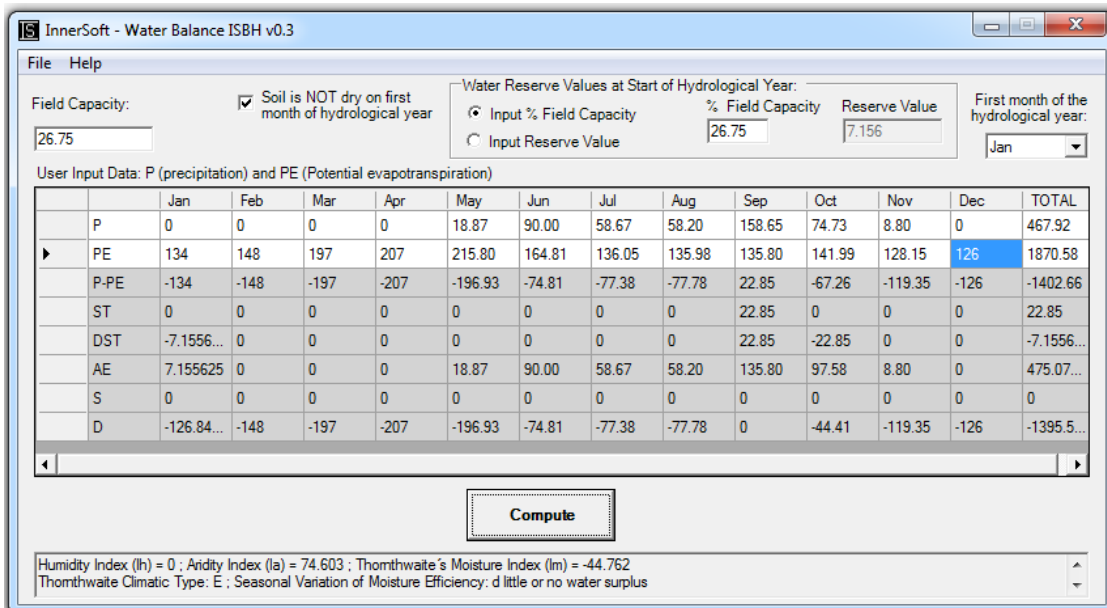 InnerSoft - Water Balance ISBH v0.3
File Help
Field Capacity:
26.75
Soil is NOT dry on first
month of hydrological year
Water Reserve Values at Start of Hydrological Year:
Input % Field Capacity
Input Reserve Value
% Field Capacity
26.75
Reserve Value
7.156
First month of the
hydrological year:
Jan
User Input Data: P (precipitation) and PE (Potential evapotranspiration)
Jan Feb Mar Apr May Jun Jul Aug Sep Oct Nov Dec TOTAL
P 0 0 0 0 18.87 90.00 58.67 58.20 158.65 74.73 8.80 0 467.92
PE 134 148 197 207 215.80 164.81 136.05 135.98 135.80 141.99 128.15 126 1870.58
P-PE -134 -148 -197 -207 -196.93 -74.81 -77.38 -77.78 22.85 -67.26 -119.35 -126 -1402.66
ST 0 0 0 0 0 0 0 0 22.85 0 0 0 22.85
DST -7.1556... 0 0 0 0 0 0 0 22.85 -22.85 0 0 -7.1556...
AE 7.155625 0 0 0 18.87 90.00 58.67 58.20 135.80 97.58 8.80 0 475.07...
S 0 0 0 0 0 0 0 0 0 0 0 0 0
D -126.84... -148 -197 -207 -196.93 -74.81 -77.38 -77.78 0 -44.41 -119.35 -126 -1395.5...
Compute
Humidity Index (Ih) = 0 ; Aridity Index (Ia) = 74.603 ; Thornthwaite´s Moisture Index (Im) = -44.762
Thornthwaite Climatic Type: E ; Seasonal Variation of Moisture Efficiency: d little or no water surplus